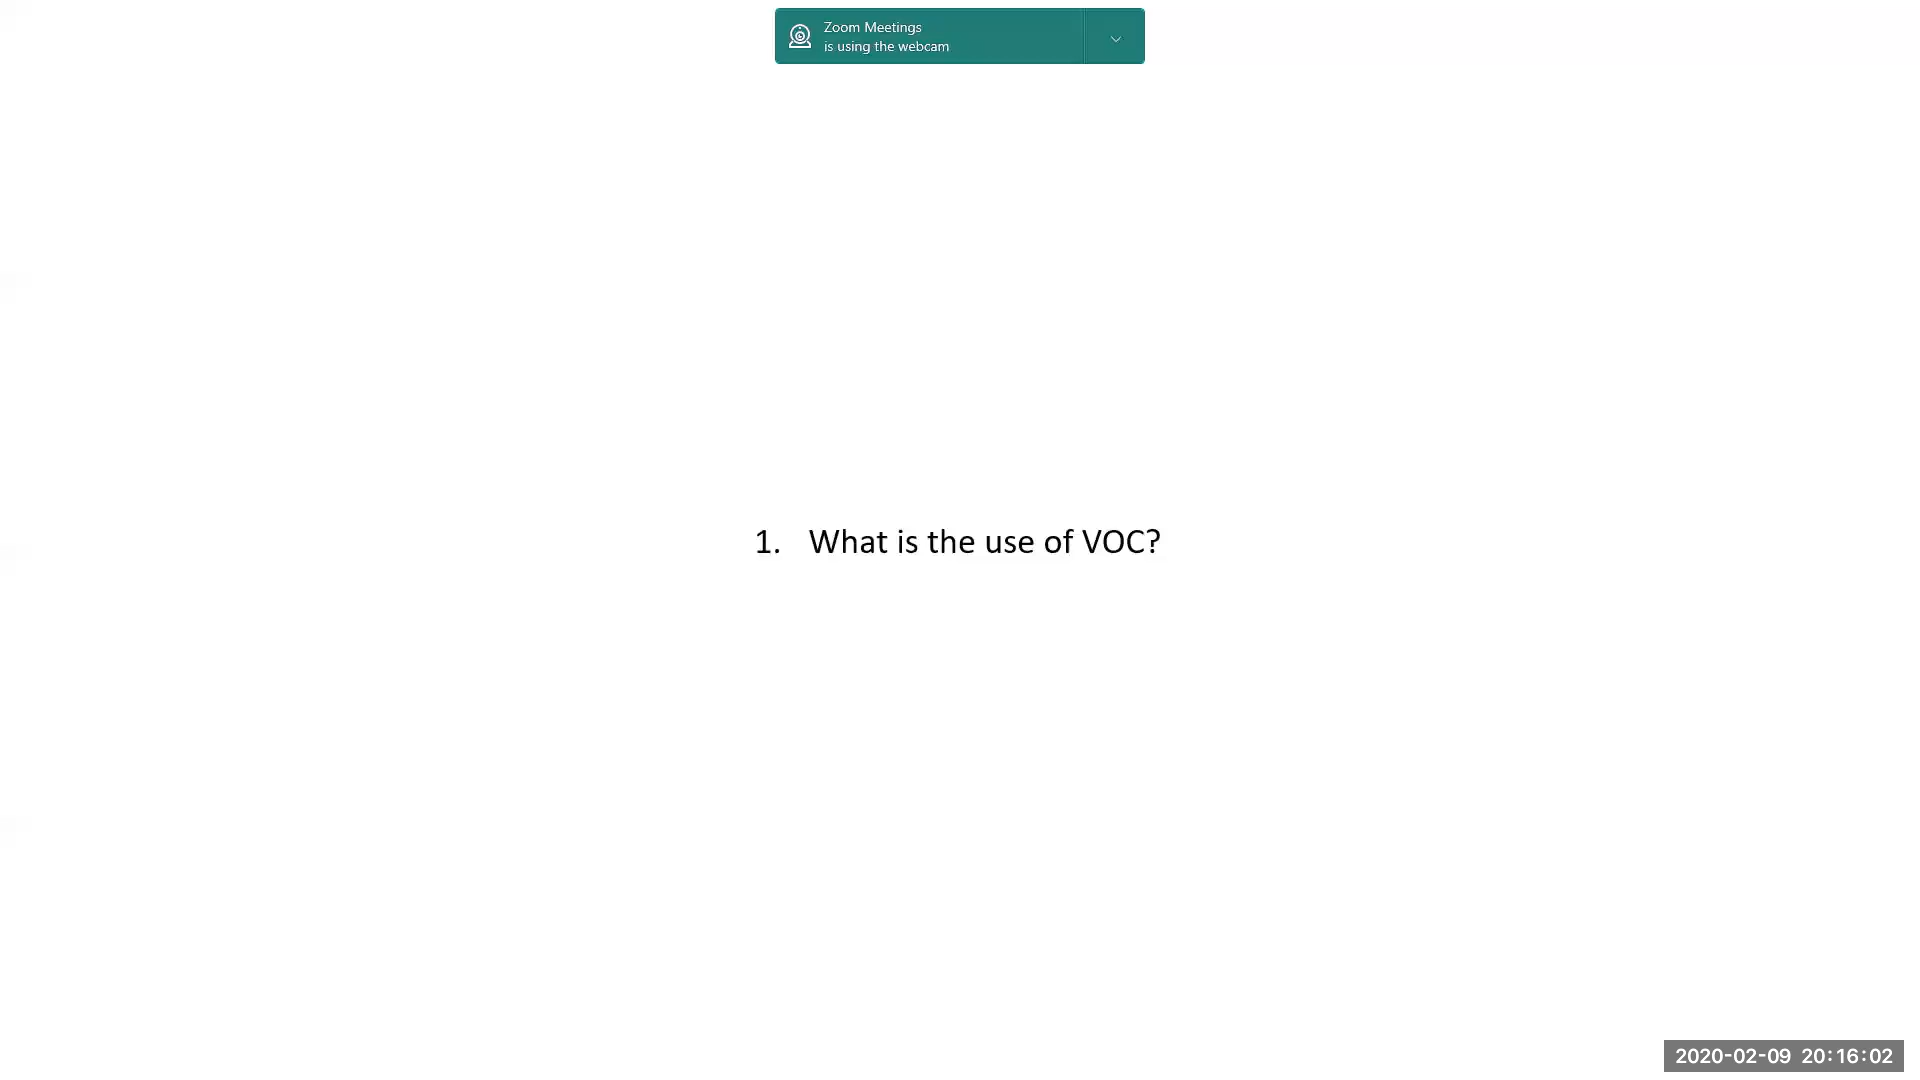 Zoom Meetings
is using the webcam
1. What is the use of VOC?
2020-02-09 20:16:02